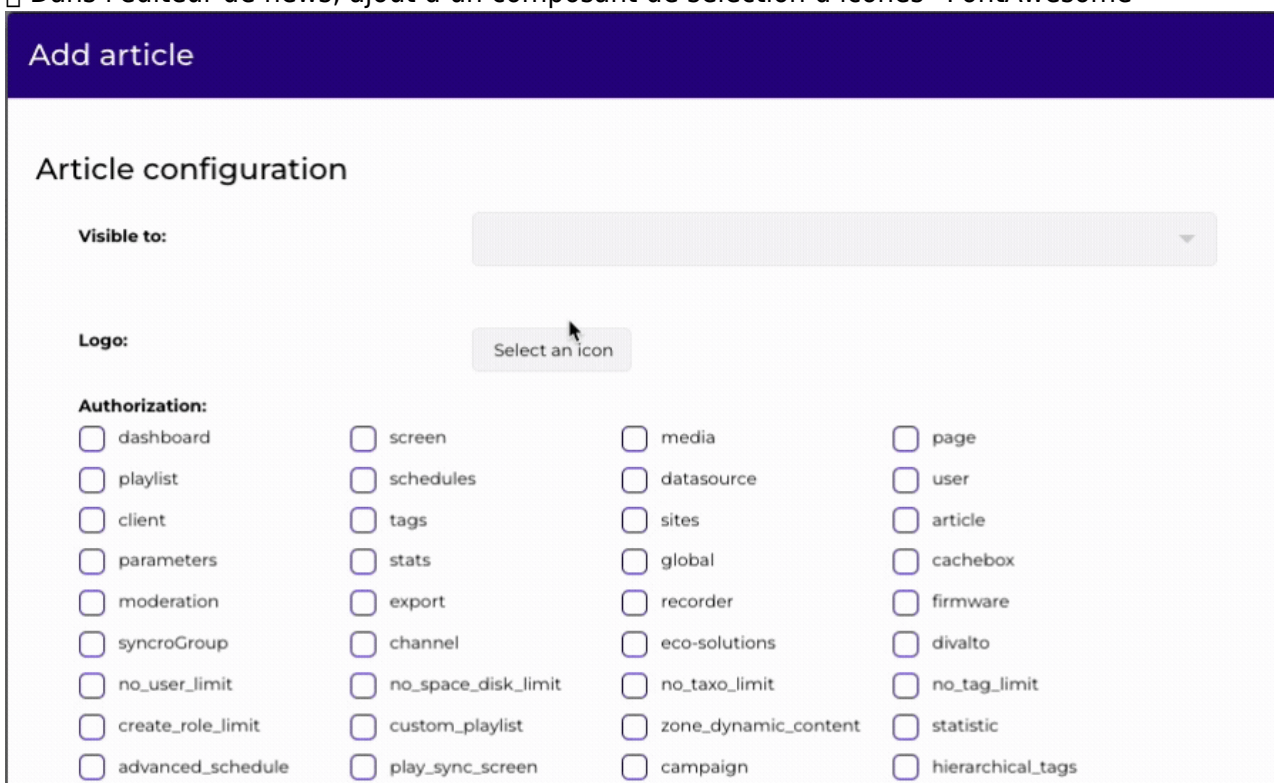 Dans l'éditeur de news, ajout d'un composant de sélection d'icônes "FontAwesome"
Add article
Article configuration
Visible to:
Logo:
Select an icon
Authorization:
dashboard screen media page
playlist schedules datasource user
client tags sites article
parameters stats global cachebox
moderation export recorder firmware
syncroGroup channel eco-solutions divalto
no_user_limit no_space_disk_limit no_taxo_limit no_tag_limit
create_role_limit custom_playlist zone_dynamic_content statistic
advanced_schedule play_sync_screen campaign hierarchical_tags